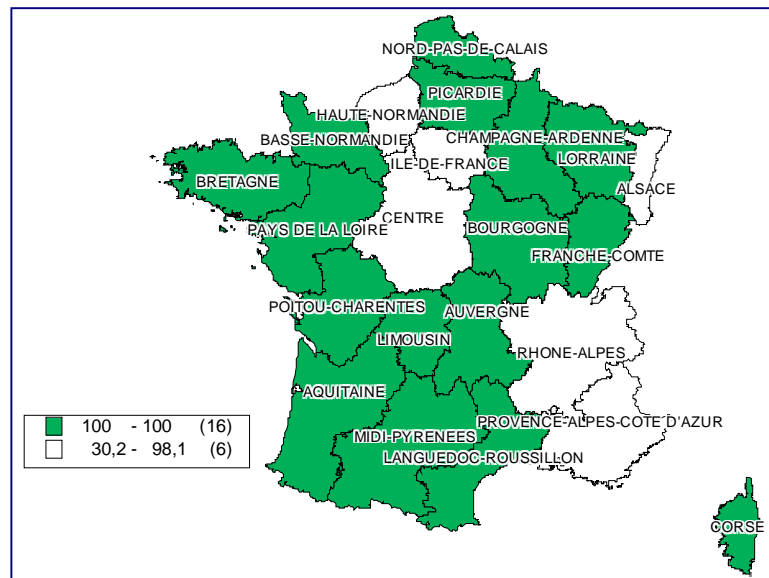 NORD-PAS-DE-CALAIS
PICARDIE
HAUTE-NORMANDIE
BASSE-NORMANDIE
CHAMPAGNE-ARDENNE
ILE-DE-FRANCE
LORRAINE
BRETAGNE
ALSACE
CENTRE
PAYS DE LA LOIRE
BOURGOGNE
FRANCHE-COMTE
POITOU-CHARENTES
AUVERGNE
LIMOUSIN
RHONE-ALPES
AQUITAINE
PROVENCE-ALPES-COTE D'AZUR
MIDI-PYRENEES
LANGUEDOC-ROUSSILLON
CORSE
100 - 100 (16)
30,2 - 98,1 (6)